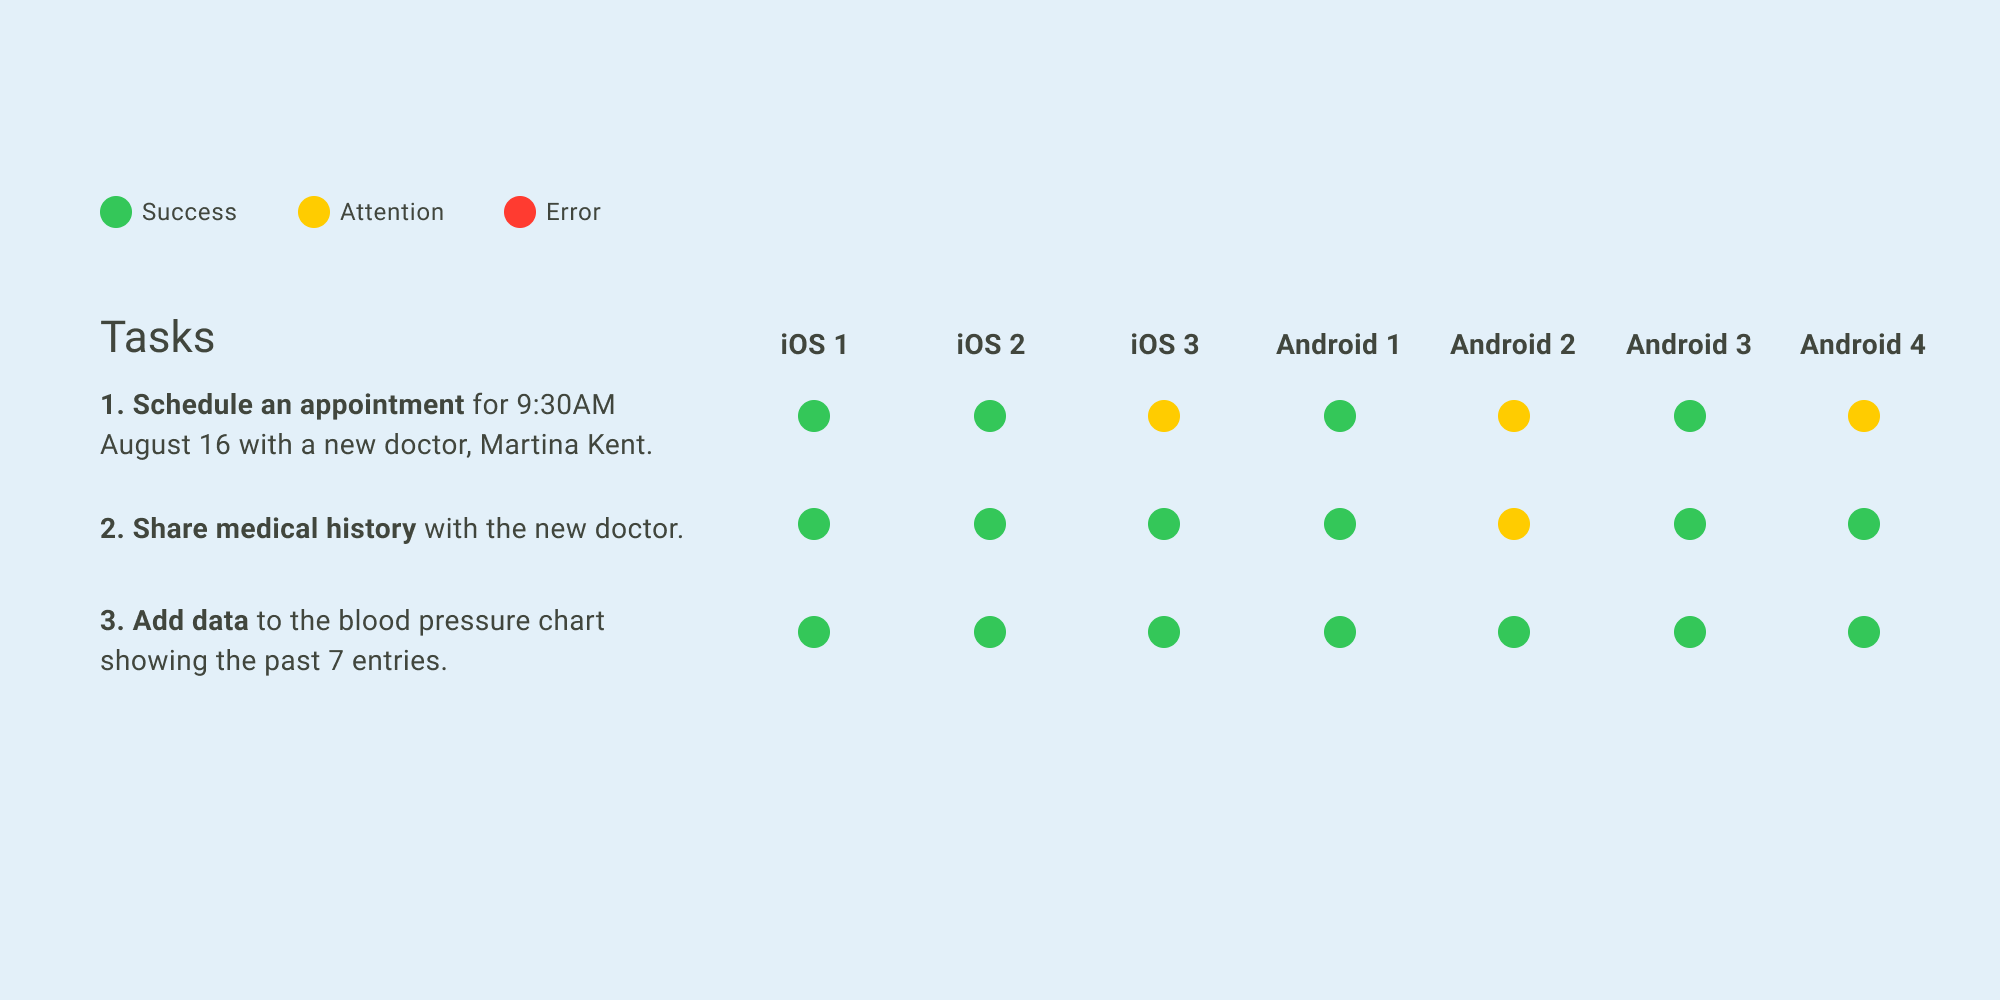 Success Attention Error
Tasks iOS 1 iOS 2 iOS 3 Android 1 Android 2 Android 3 Android 4
1. Schedule an appointment for 9:30AM
August 16 with a new doctor, Martina Kent.
2. Share medical history with the new doctor.
3. Add data to the blood pressure chart
showing the past 7 entries.